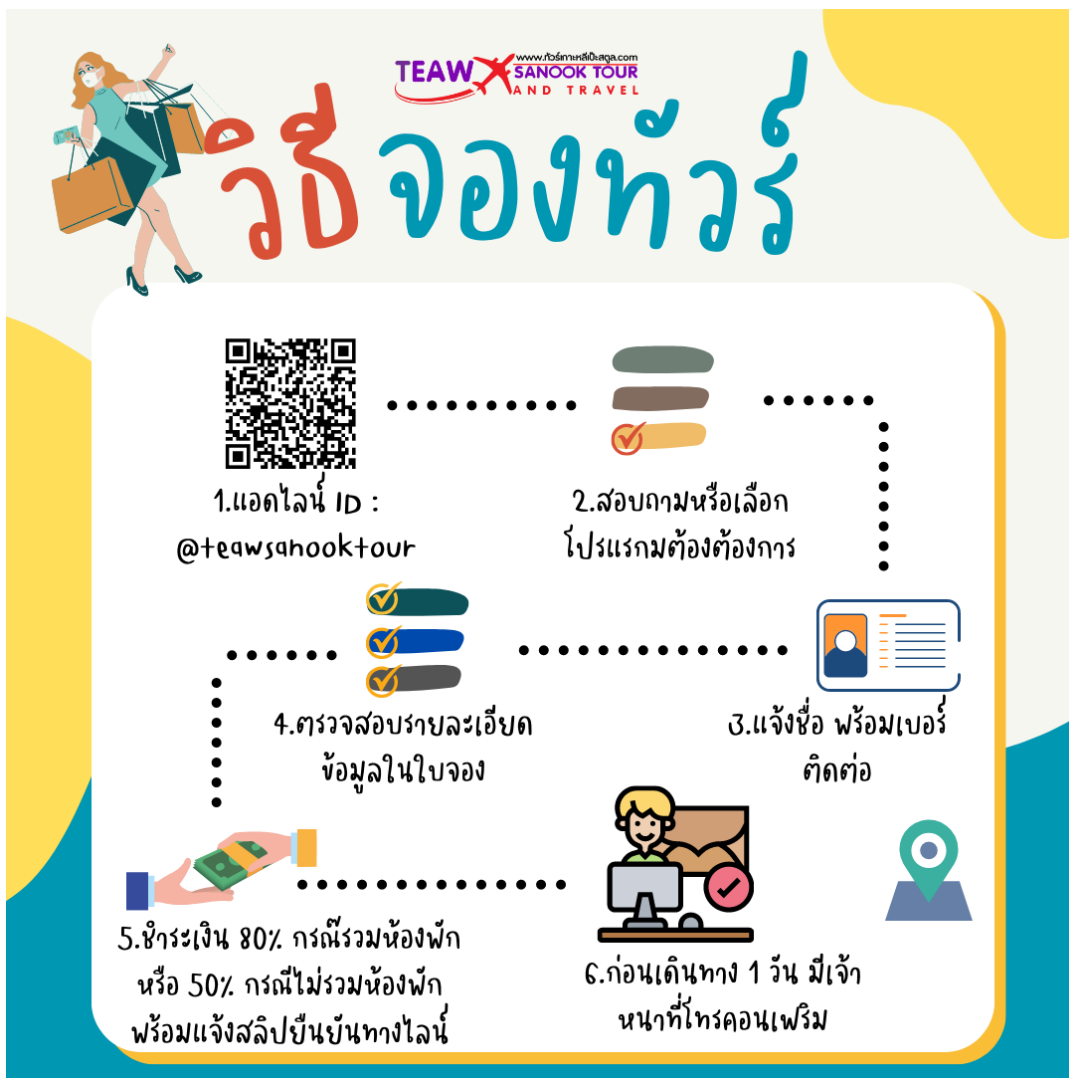 www.ทัวร์เกาะหลีเป๊ะสตูล.com
TEAW SANOOK TOUR
AND TRAVEL
วิธีจองทัวร์
1.แอดไลน์ ID :
@teawsanooktour
2.สอบถามหรือเลือก
โปรแรกมต้องต้องการ
3.แจ้งชื่อ พร้อมเบอร์
ติดต่อ
4.ตรวจสอบรายละเอียด
ข้อมูลในใบจอง
5.ชำระเงิน 80% กรณีรวมห้องพัก
หรือ 50% กรณีไม่รวมห้องพัก
พร้อมแจ้งสลิปยืนยันทางไลน์
6.ก่อนเดินทาง 1 วัน มีเจ้า
หนาที่โทรคอนเฟริม